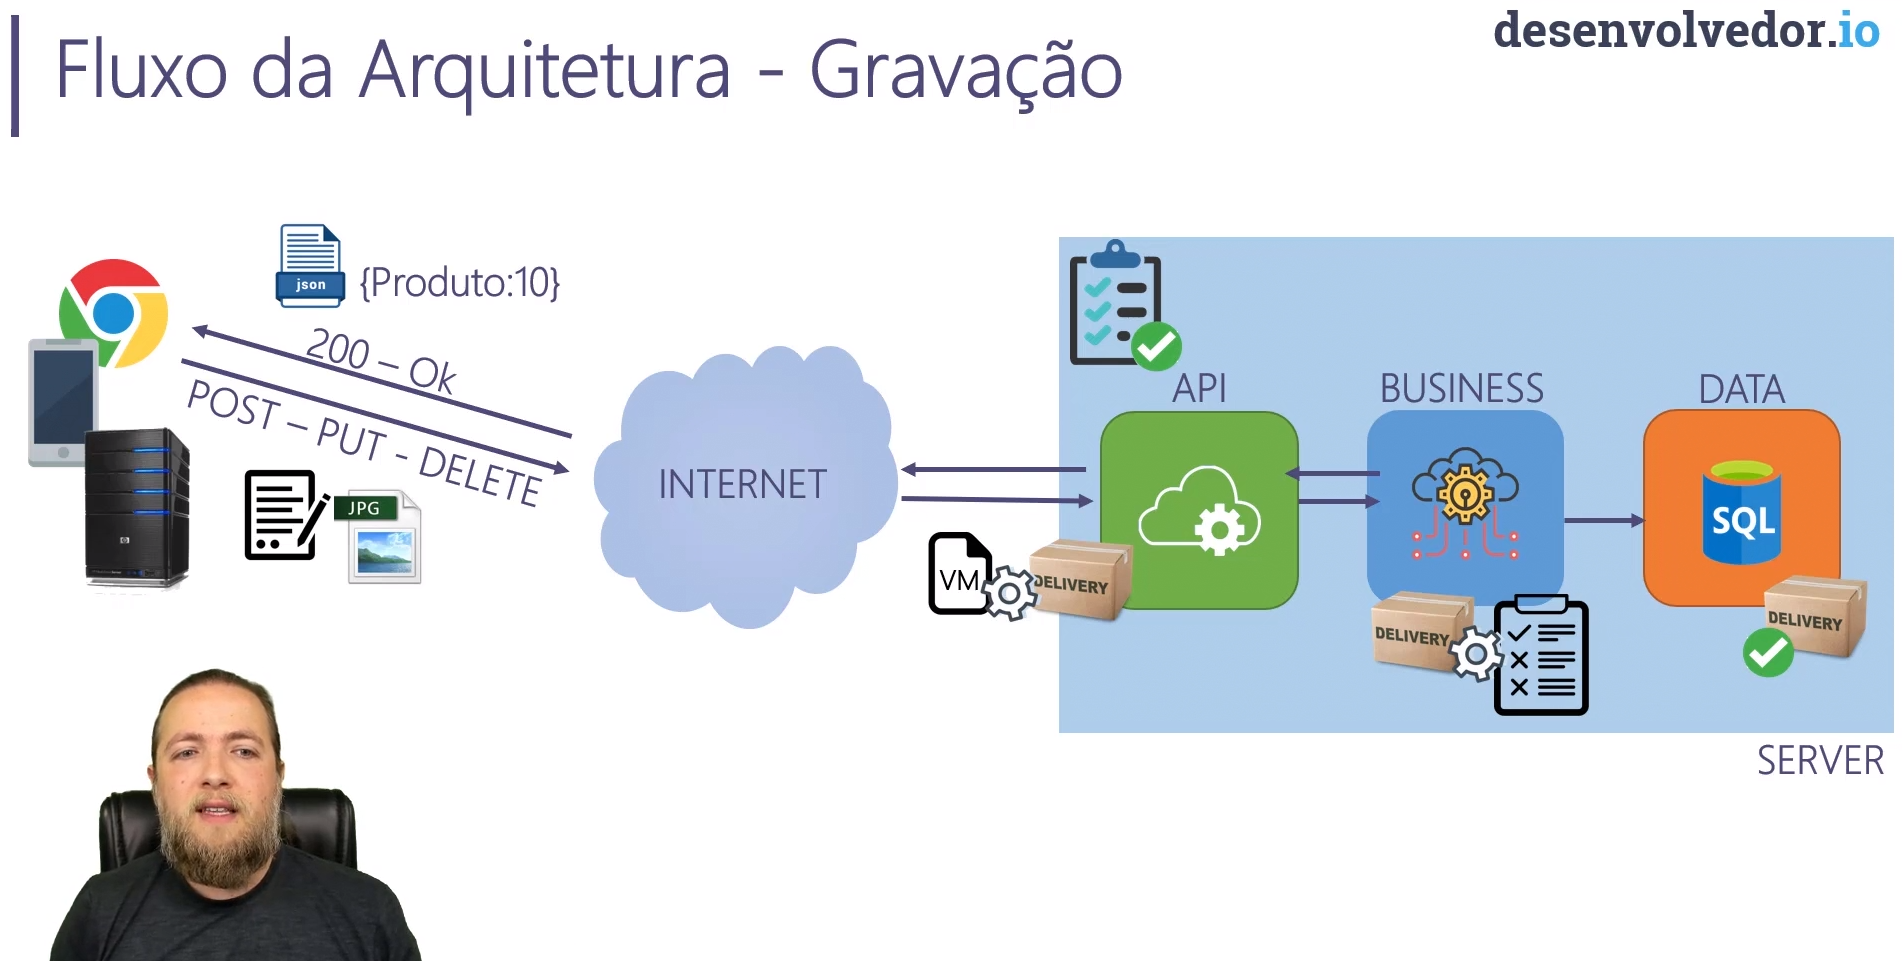 desenvolvedor.io
Fluxo da Arquitetura - Gravação
json
{Produto:10}
200 – Ok
POST – PUT - DELETE
JPG
INTERNET
API
BUSINESS
DATA
SQL
VM
DELIVERY
DELIVERY
DELIVERY
SERVER